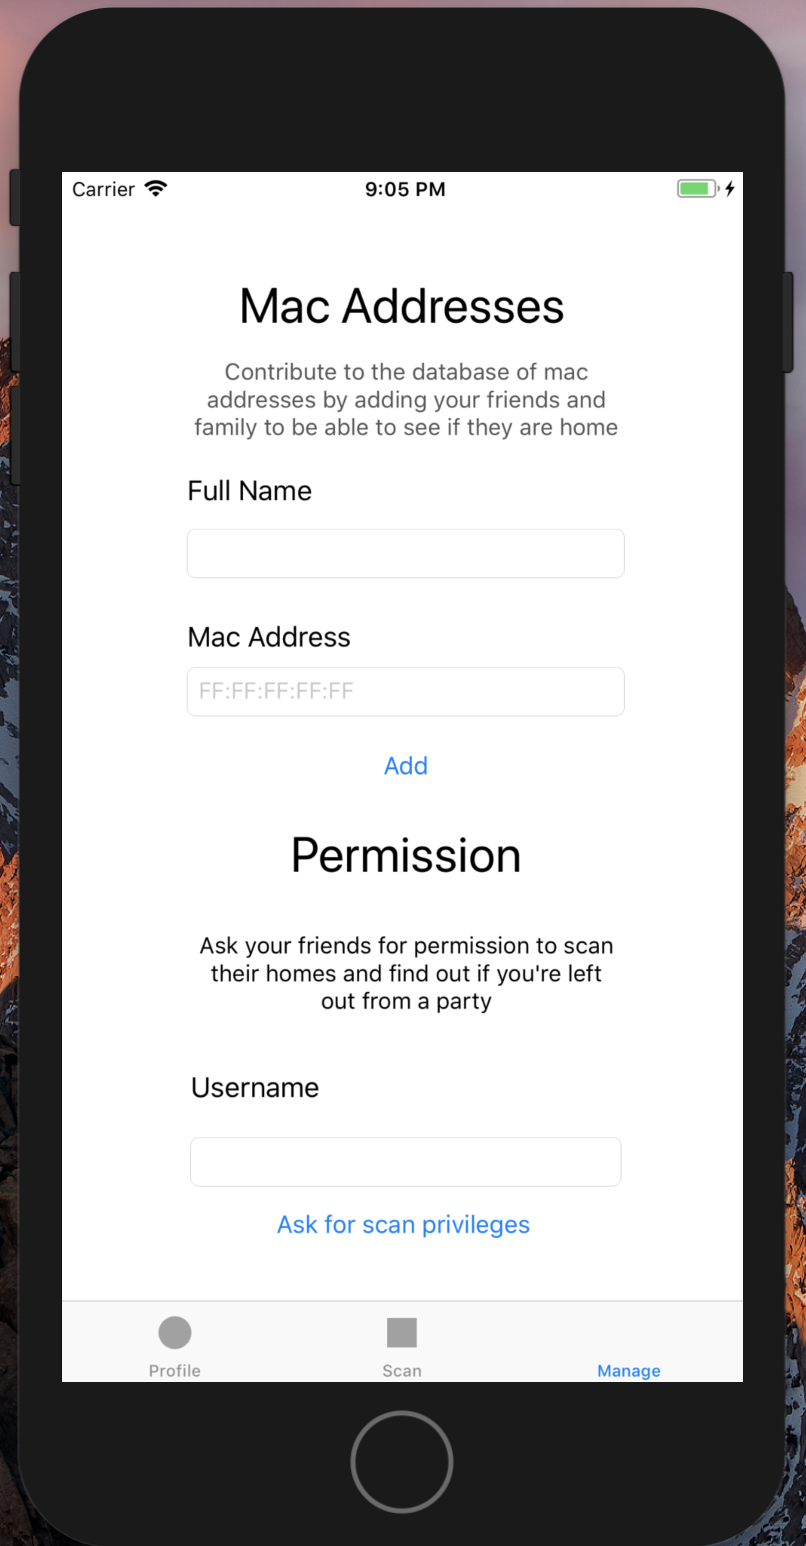 Carrier 9:05 PM
Mac Addresses
Contribute to the database of mac
addresses by adding your friends and
family to be able to see if they are home
Full Name
Mac Address
FF:FF:FF:FF:FF
Add
Permission
Ask your friends for permission to scan
their homes and find out if you're left
out from a party
Username
Ask for scan privileges
Profile Scan Manage